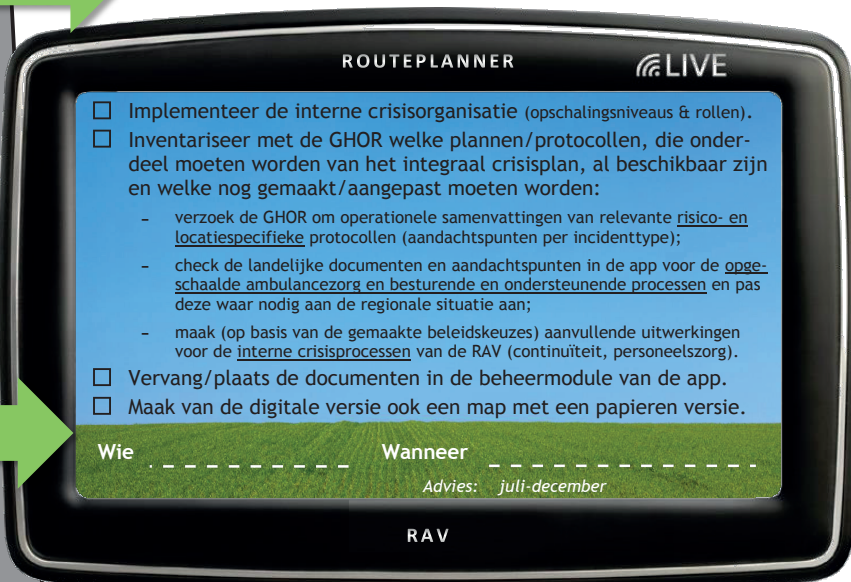 ROUTEPLANNER
LIVE
☐ Implementeer de interne crisisorganisatie (opschalingsniveaus & rollen).
☐ Inventariseer met de GHOR welke plannen/protocollen, die onder-
deel moeten worden van het integraal crisisplan, al beschikbaar zijn
en welke nog gemaakt/aangepast moeten worden:
- verzoek de GHOR om operationele samenvattingen van relevante risico- en
locatiespecifieke protocollen (aandachtspunten per incidenttype);
- check de landelijke documenten en aandachtspunten in de app voor de opge-
schaalde ambulancezorg en besturende en ondersteunende processen en pas
deze waar nodig aan de regionale situatie aan;
- maak (op basis van de gemaakte beleidskeuzes) aanvullende uitwerkingen
voor de interne crisisprocessen van de RAV (continuïteit, personeelszorg).
☐ Vervang/plaats de documenten in de beheermodule van de app.
☐ Maak van de digitale versie ook een map met een papieren versie.
Wie Wanneer
Advies: juli-december
RAV